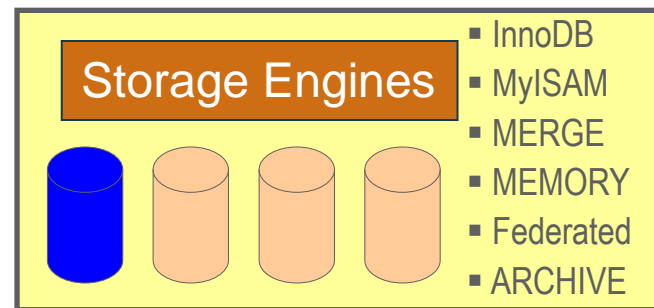 Storage Engines
▪ InnoDB
▪ MyISAM
▪ MERGE
▪ MEMORY
▪ Federated
▪ ARCHIVE